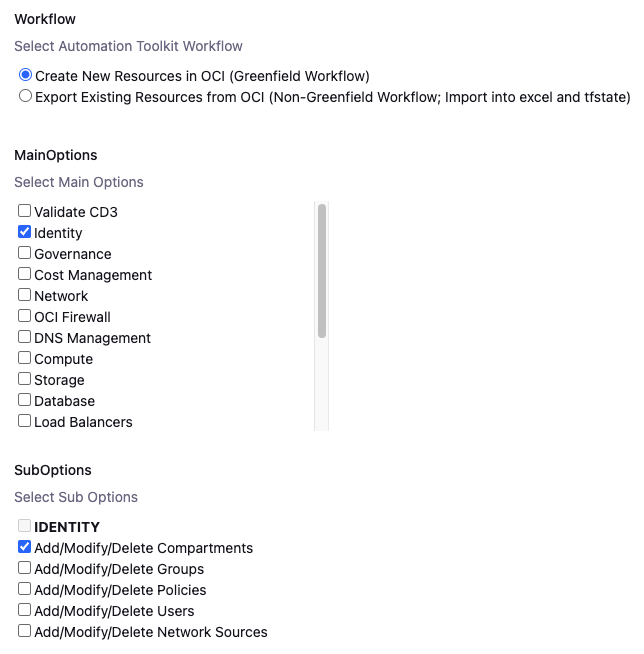 Workflow
Select Automation Toolkit Workflow
Create New Resources in OCI (Greenfield Workflow)
Export Existing Resources from OCI (Non-Greenfield Workflow; Import into excel and tfstate)
MainOptions
Select Main Options
Validate CD3
Identity
Governance
Cost Management
Network
OCI Firewall
DNS Management
Compute
Storage
Database
Load Balancers
SubOptions
Select Sub Options
IDENTITY
Add/Modify/Delete Compartments
Add/Modify/Delete Groups
Add/Modify/Delete Policies
Add/Modify/Delete Users
Add/Modify/Delete Network Sources